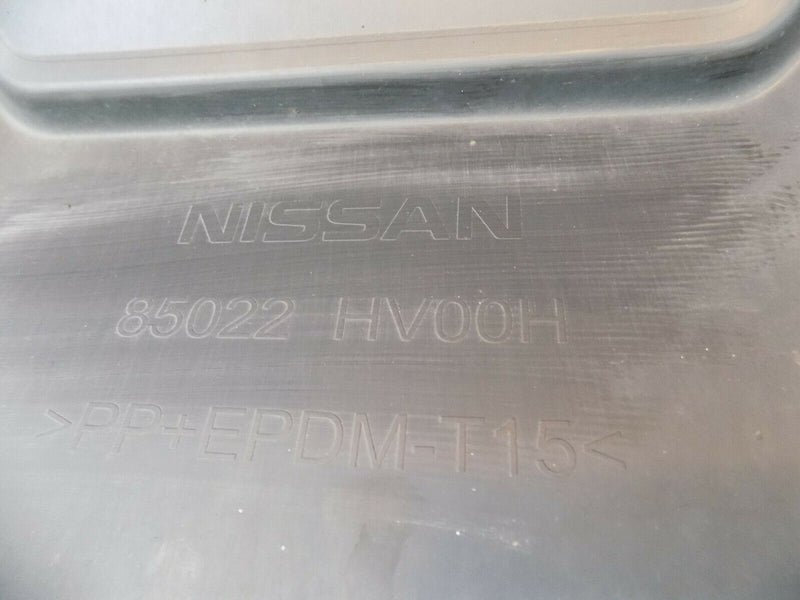 NISSAN
85022 HV00H
>PP+EPDM-T15<